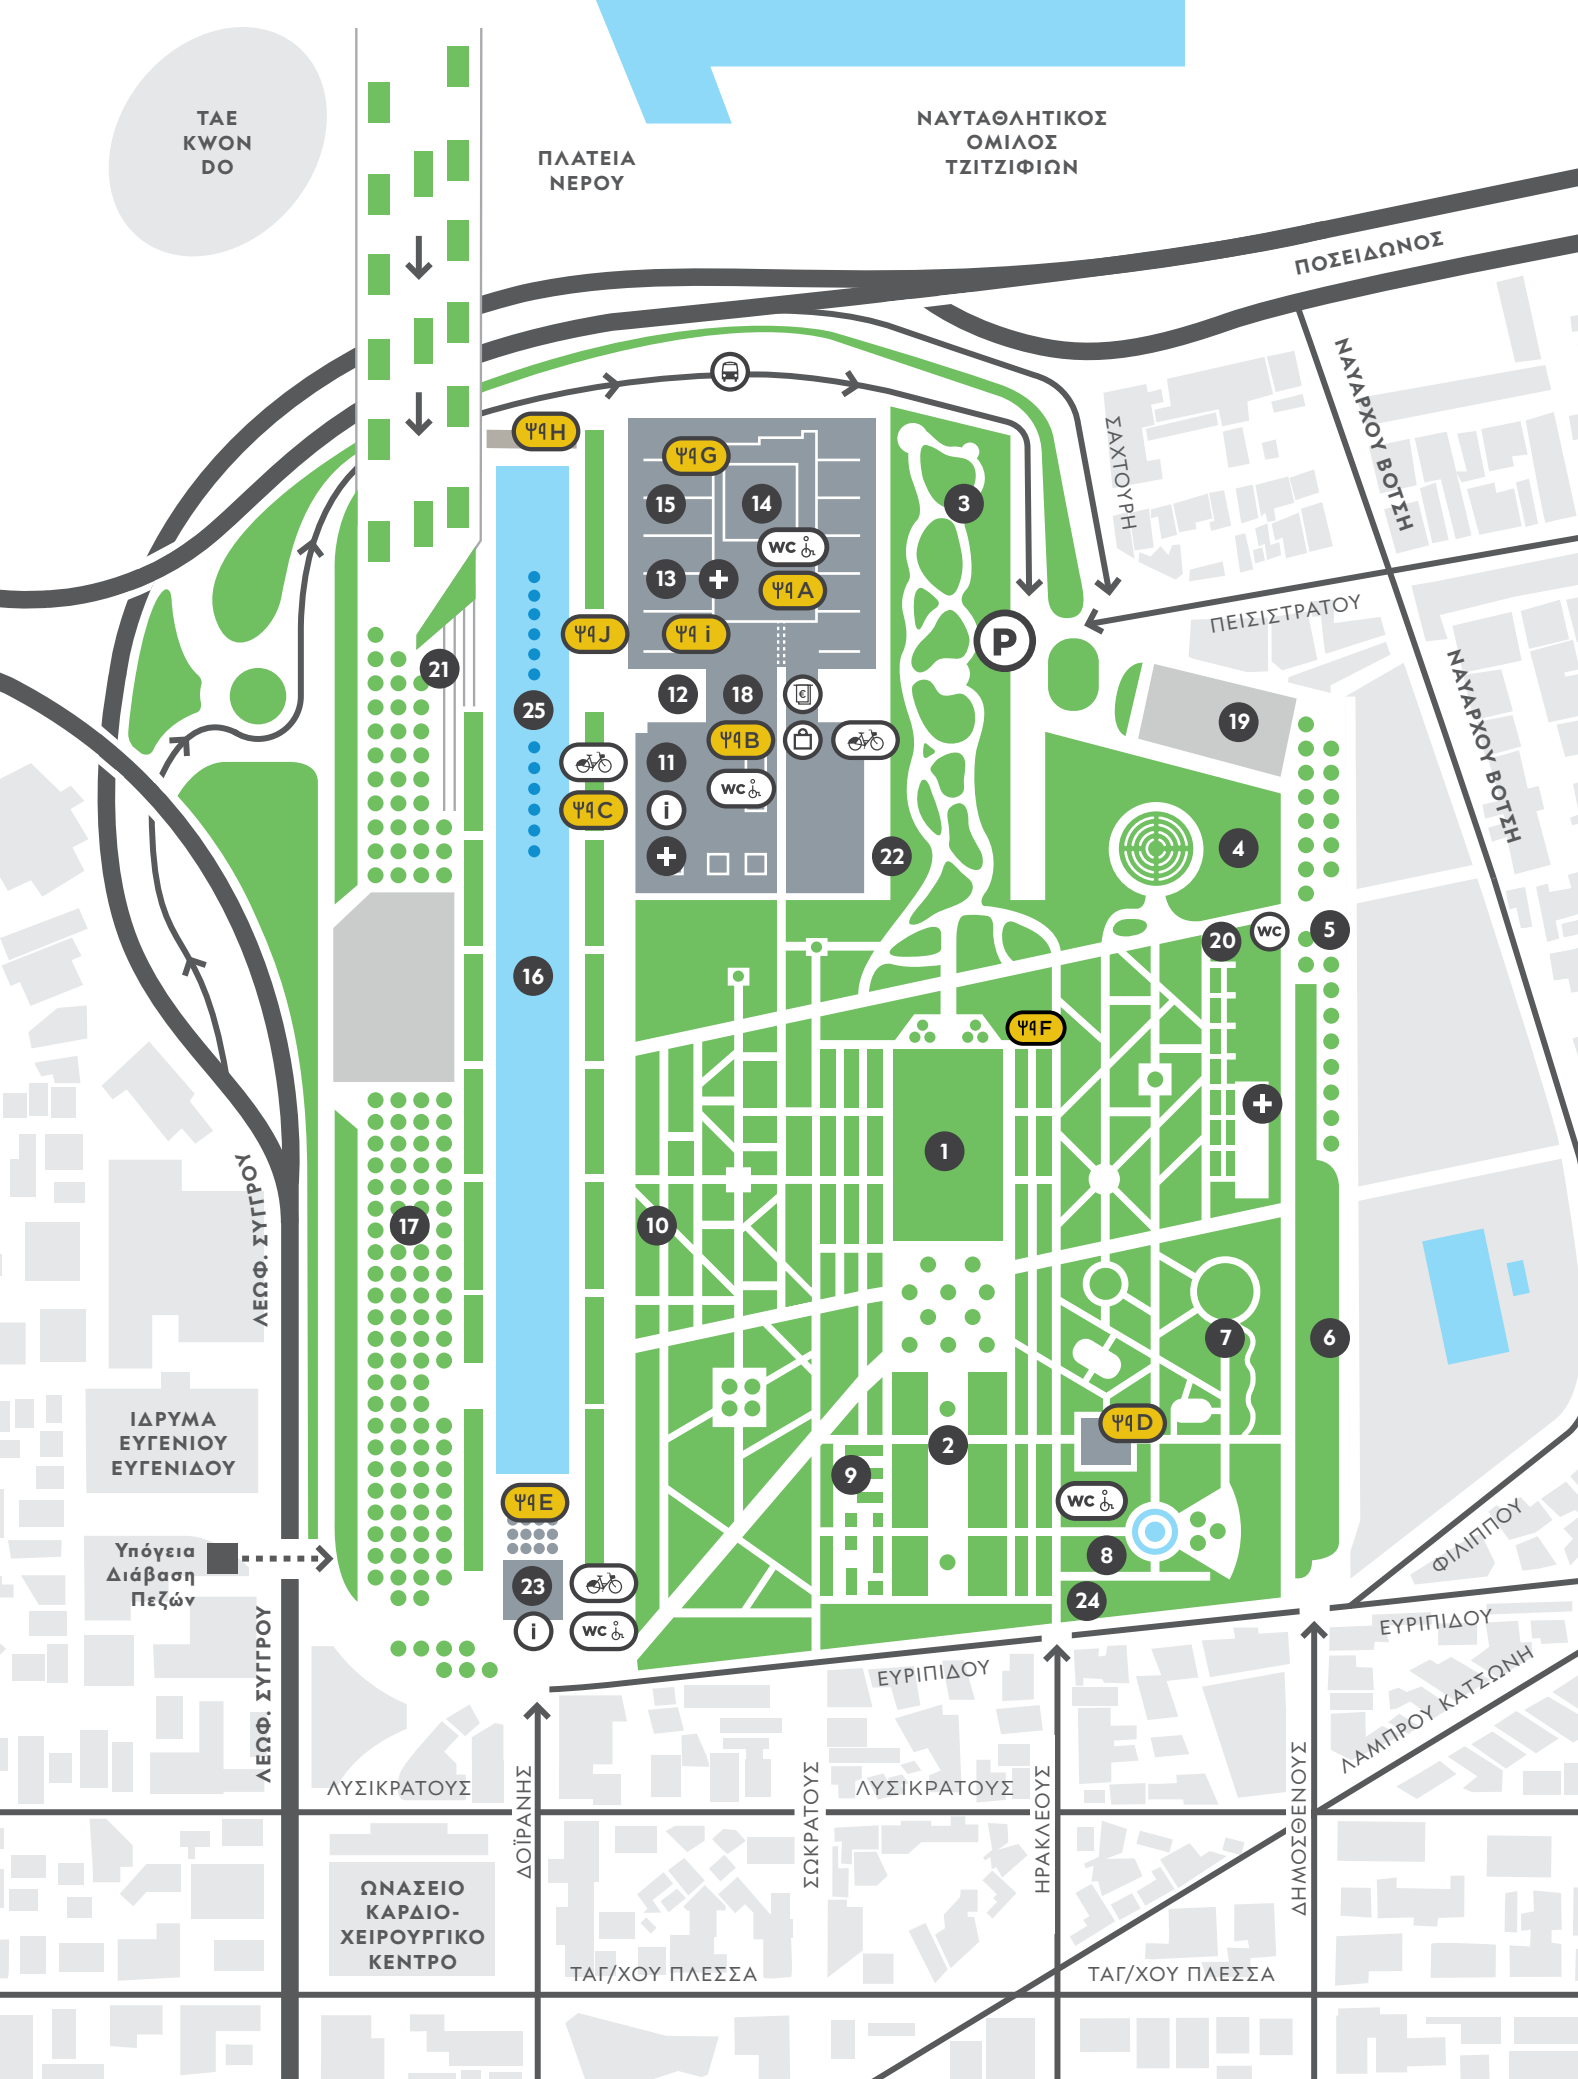 TAE
KWON
DO
ΠΛΑΤΕΙΑ
ΝΕΡΟΥ
ΝΑΥΤΑΘΛΗΤΙΚΟΣ
ΟΜΙΛΟΣ
ΤΖΙΤΖΙΦΙΩΝ
ΠΟΣΕΙΔΩΝΟΣ
ΝΑΥΑΡΧΟΥ ΒΟΤΣΗ
ΣΑΧΤΟΥΡΗ
H
G
15
14
3
WC
13
A
J
i
P
ΠΕΙΣΙΣΤΡΑΤΟΥ
ΝΑΥΑΡΧΟΥ ΒΟΤΣΗ
21
12
18
€
25
19
B
11
C
i
WC
22
4
20
WC
5
16
F
1
10
17
7
6
ΛΕΩΦ. ΣΥΓΓΡΟΥ
ΙΔΡΥΜΑ
ΕΥΓΕΝΙΟΥ
ΕΥΓΕΝΙΔΟΥ
D
2
9
E
WC
Υπόγεια
Διάβαση
Πεζών
8
23
24
i
WC
ΦΙΛΙΠΠΟΥ
ΕΥΡΙΠΙΔΟΥ
ΕΥΡΙΠΙΔΟΥ
ΛΕΩΦ. ΣΥΓΓΡΟΥ
ΛΑΜΠΡΟΥ ΚΑΤΣΩΝΗ
ΛΥΣΙΚΡΑΤΟΥΣ
ΛΥΣΙΚΡΑΤΟΥΣ
ΔΟΪΡΑΝΗΣ
ΣΩΚΡΑΤΟΥΣ
ΗΡΑΚΛΕΟΥΣ
ΔΗΜΟΣΘΕΝΟΥΣ
ΩΝΑΣΕΙΟ
ΚΑΡΔΙΟ-
ΧΕΙΡΟΥΡΓΙΚΟ
ΚΕΝΤΡΟ
ΤΑΓ/ΧΟΥ ΠΛΕΣΣΑ
ΤΑΓ/ΧΟΥ ΠΛΕΣΣΑ